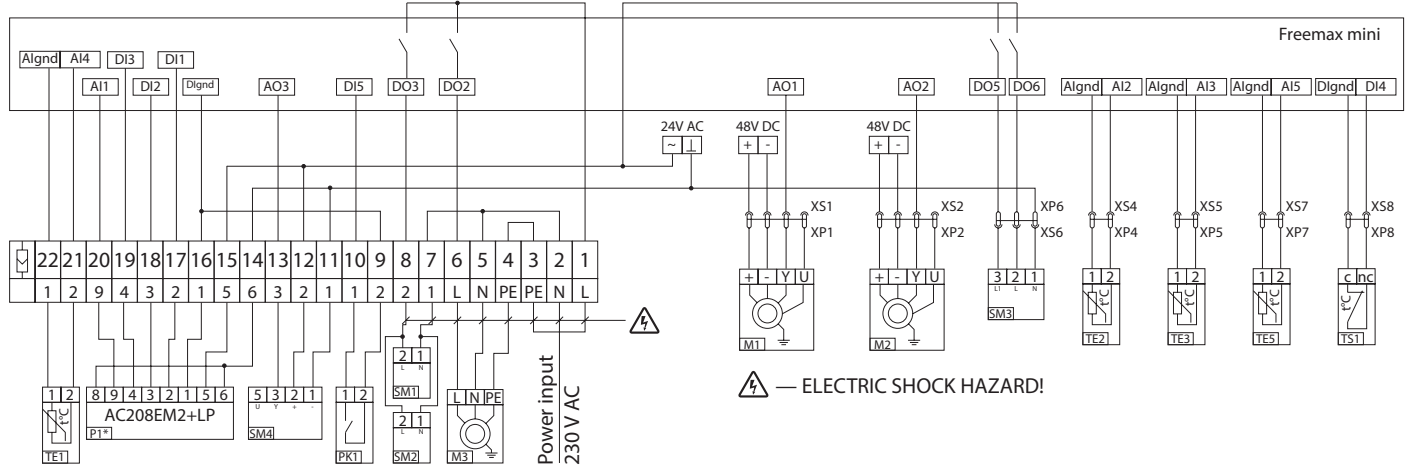 Freemax mini
AIgnd AI4 DI3 DI1
AI1 DI2 DIgnd AO3 DI5 DO3 DO2 AO1 AO2 DO5 DO6 AIgnd AI2 AIgnd AI3 AIgnd AI5 DIgnd DI4
24V AC 48V DC 48V DC
~ ⊥ + - + -
XS1 XS2 XP6 XS4 XS5 XS7 XS8
XP1 XP2 XS6 XP4 XP5 XP7 XP8
22 21 20 19 18 17 16 15 14 13 12 11 10 9 8 7 6 5 4 3 2 1
1 2 9 4 3 2 1 5 6 3 2 1 1 2 2 1 L N PE PE N L
+ - Y U + - Y U 3 2 1 1 2 1 2 1 2 c nc
L1 L N
t°C t°C t°C t°C
SM3
M1 M2 TE2 TE3 TE5 TS1
2 1
L N
SM1
1 2 8 9 4 3 2 1 5 6 5 3 2 1 1 2 L N PE
U Y + -
t°C
AC208EM2+LP
2 1
L N
P1* SM4
TE1 PK1 SM2 M3
Power input
230 V AC
— ELECTRIC SHOCK HAZARD!